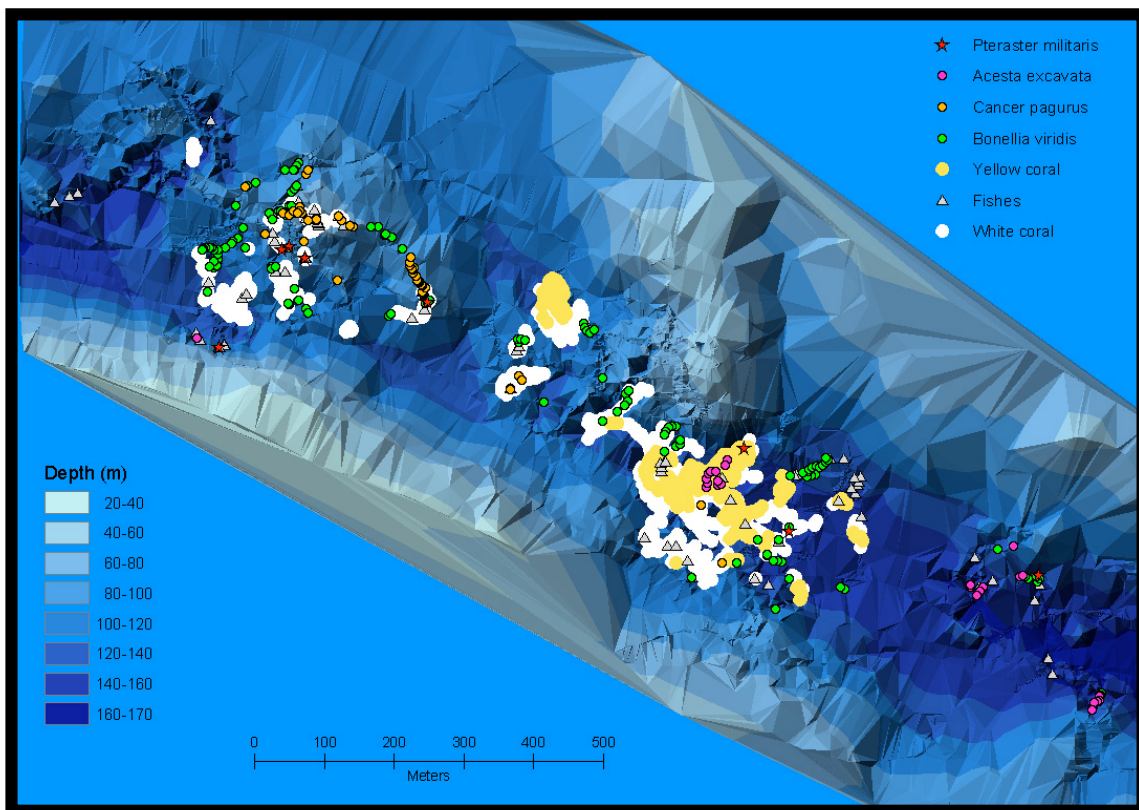 Pteraster militaris
Acesta excavata
Cancer pagurus
Bonellia viridis
Yellow coral
Fishes
White coral
Depth (m)
20-40
40-60
60-80
80-100
100-120
120-140
140-160
160-170
0 100 200 300 400 500
Meters